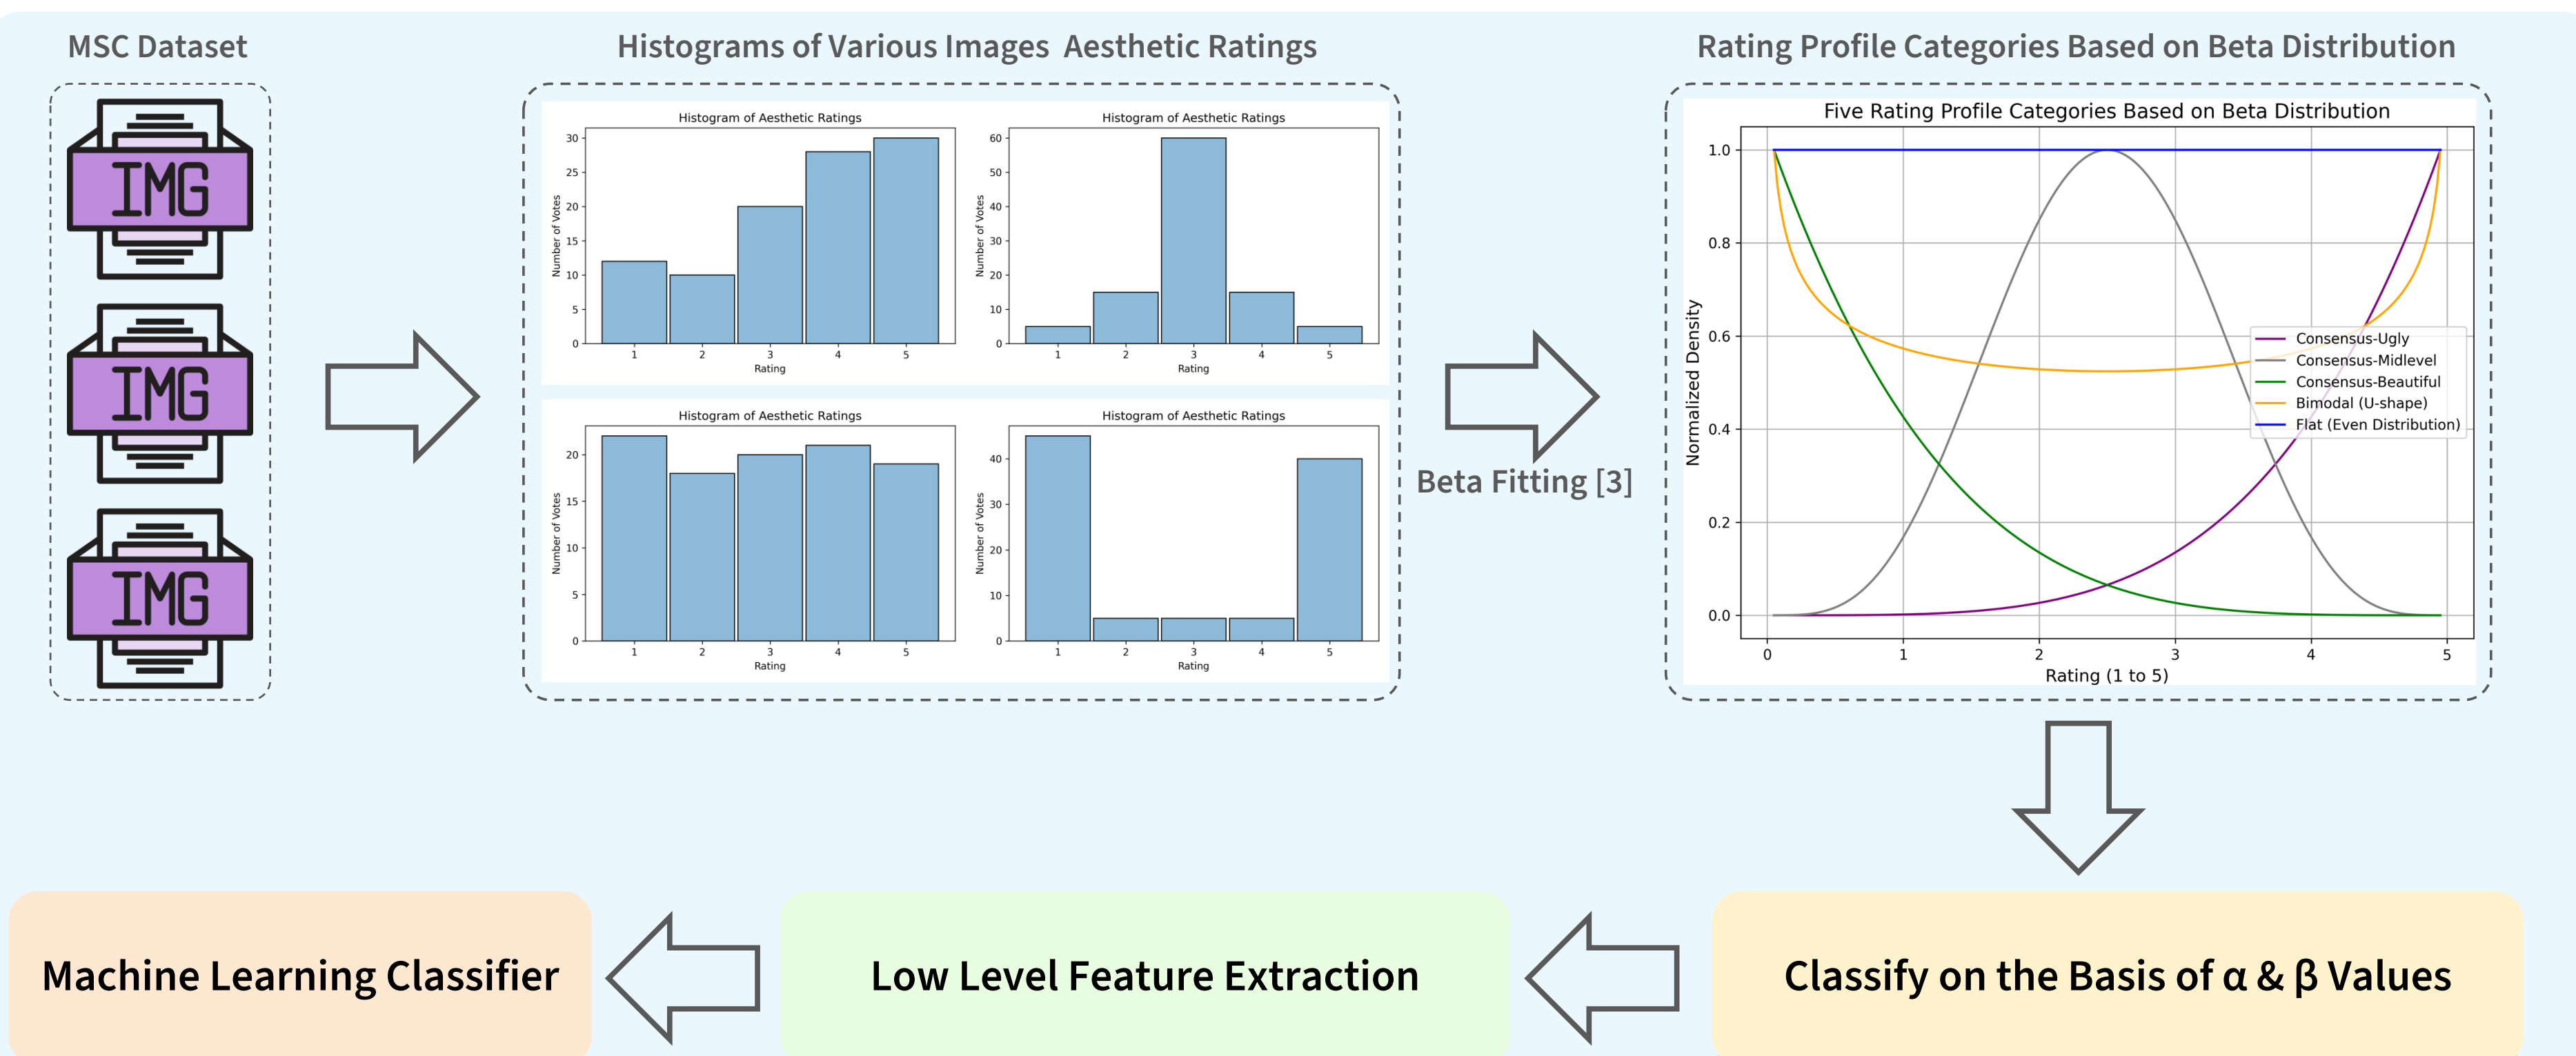 MSC Dataset
IMG
IMG
IMG
Histograms of Various Images Aesthetic Ratings
Histogram of Aesthetic Ratings
Number of Votes
30
25
20
15
10
5
0
1 2 3 4 5
Rating
Histogram of Aesthetic Ratings
Number of Votes
60
50
40
30
20
10
0
1 2 3 4 5
Rating
Histogram of Aesthetic Ratings
Number of Votes
20
15
10
5
0
1 2 3 4 5
Rating
Histogram of Aesthetic Ratings
Number of Votes
40
30
20
10
0
1 2 3 4 5
Rating
Beta Fitting [3]
Rating Profile Categories Based on Beta Distribution
Five Rating Profile Categories Based on Beta Distribution
Normalized Density
1.0
0.8
0.6
0.4
0.2
0.0
Consensus-Ugly
Consensus-Midlevel
Consensus-Beautiful
Bimodal (U-shape)
Flat (Even Distribution)
0 1 2 3 4 5
Rating (1 to 5)
Classify on the Basis of α & β Values
Low Level Feature Extraction
Machine Learning Classifier